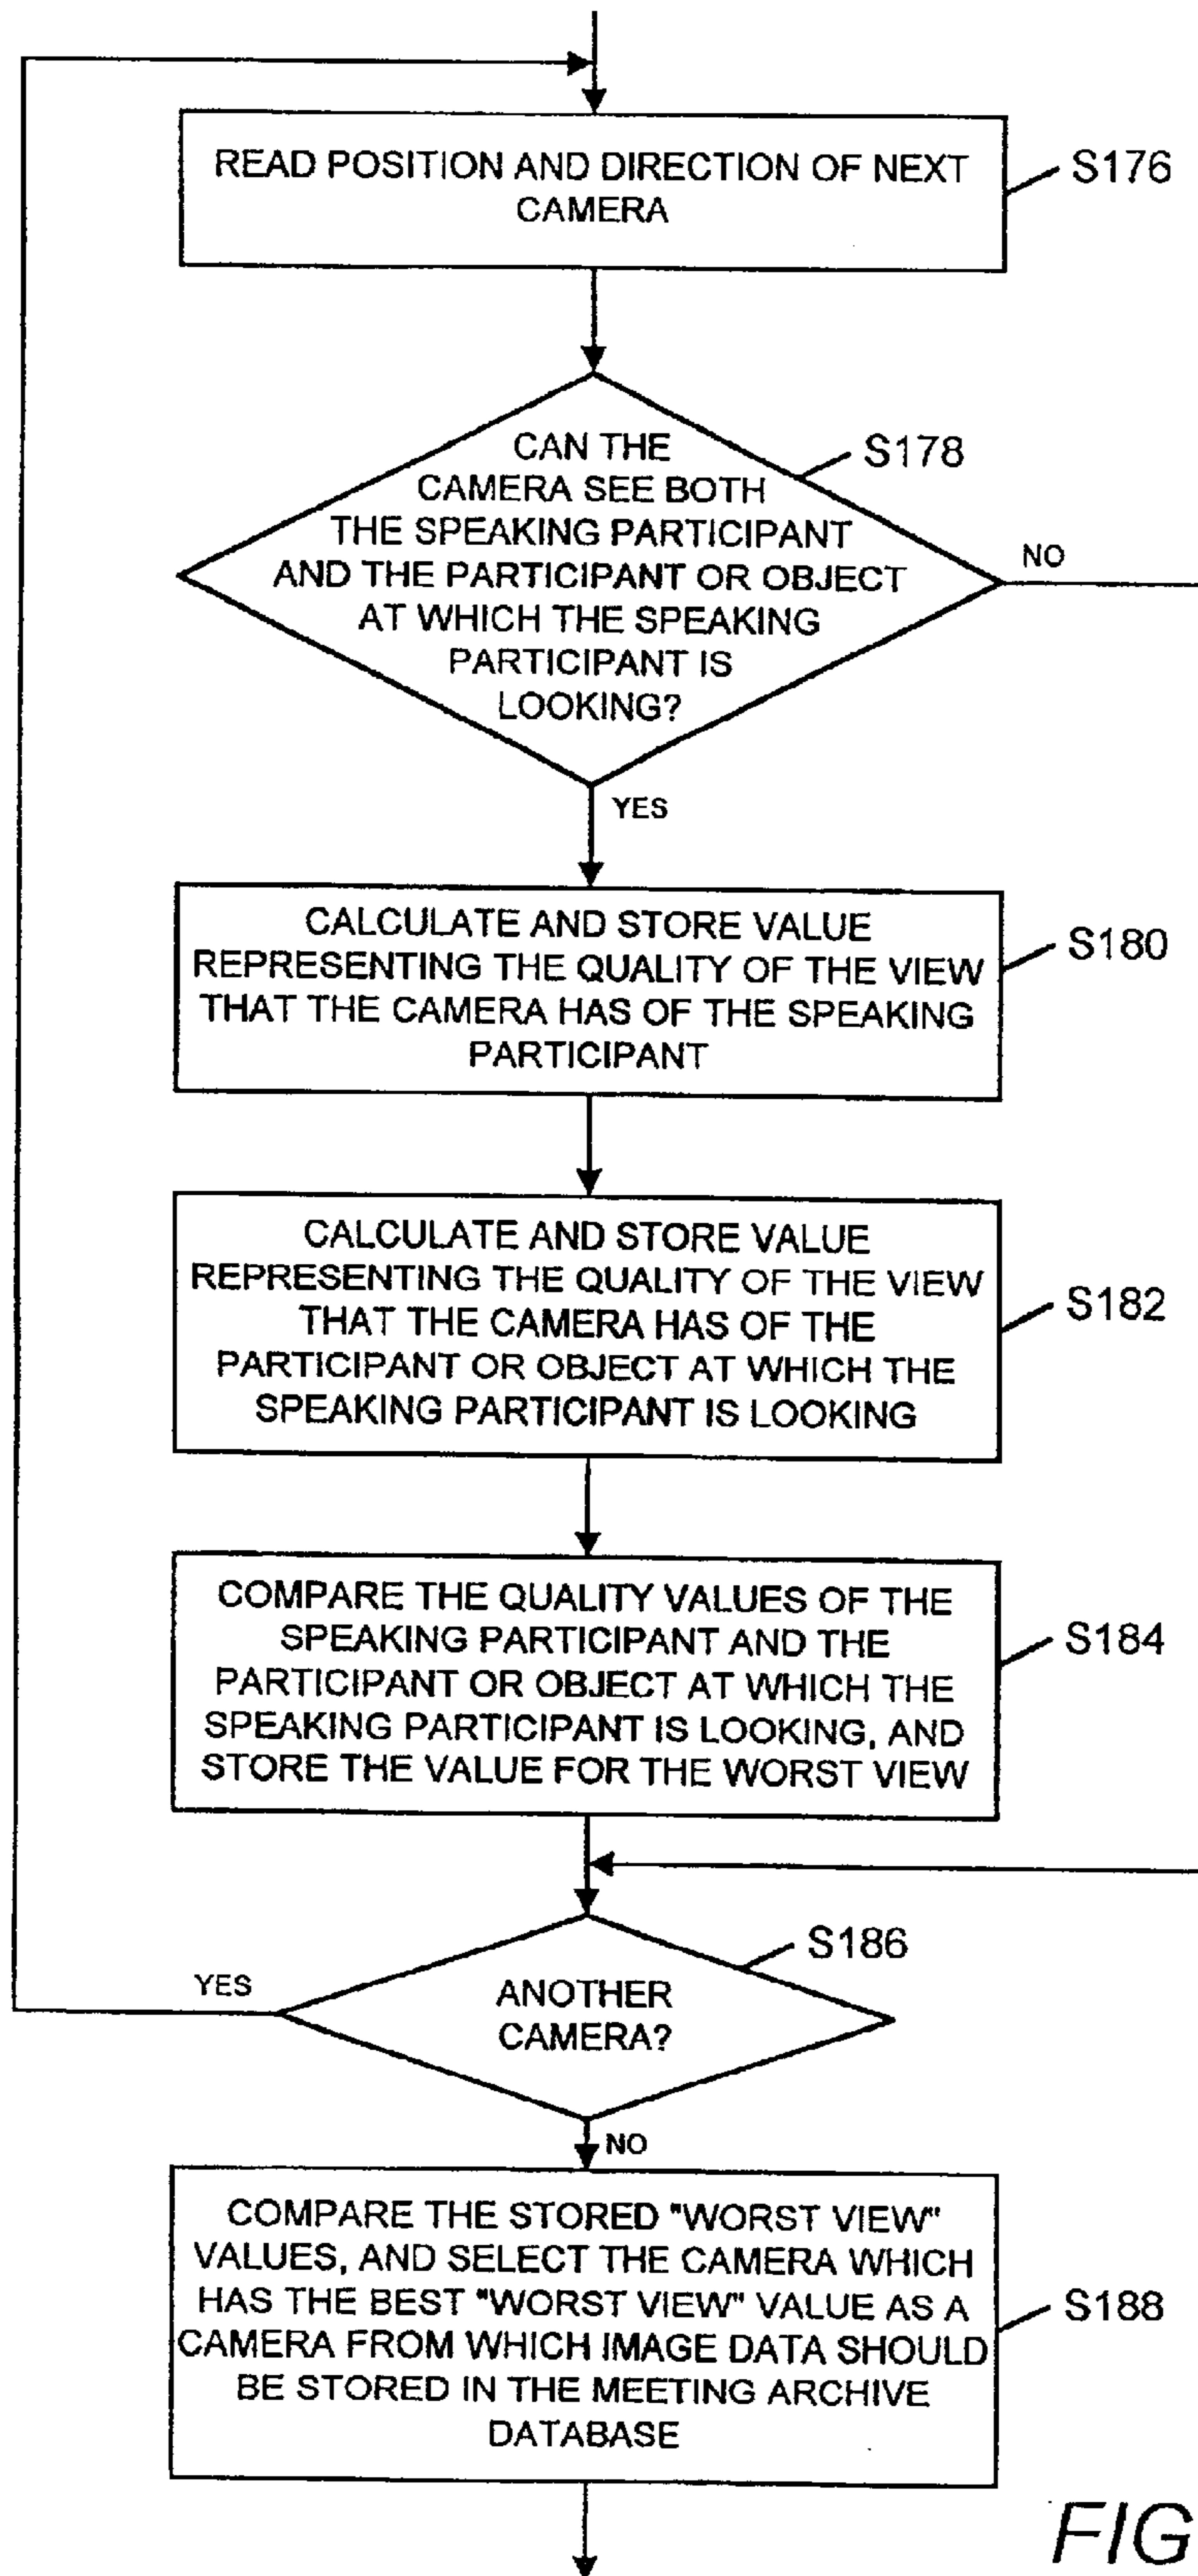 READ POSITION AND DIRECTION OF NEXT
CAMERA
S176
CAN THE
CAMERA SEE BOTH
THE SPEAKING PARTICIPANT
AND THE PARTICIPANT OR OBJECT
AT WHICH THE SPEAKING
PARTICIPANT IS
LOOKING?
S178
NO
YES
CALCULATE AND STORE VALUE
REPRESENTING THE QUALITY OF THE VIEW
THAT THE CAMERA HAS OF THE SPEAKING
PARTICIPANT
S180
CALCULATE AND STORE VALUE
REPRESENTING THE QUALITY OF THE VIEW
THAT THE CAMERA HAS OF THE
PARTICIPANT OR OBJECT AT WHICH THE
SPEAKING PARTICIPANT IS LOOKING
S182
COMPARE THE QUALITY VALUES OF THE
SPEAKING PARTICIPANT AND THE
PARTICIPANT OR OBJECT AT WHICH THE
SPEAKING PARTICIPANT IS LOOKING, AND
STORE THE VALUE FOR THE WORST VIEW
S184
ANOTHER
CAMERA?
S186
YES
NO
COMPARE THE STORED "WORST VIEW"
VALUES, AND SELECT THE CAMERA WHICH
HAS THE BEST "WORST VIEW" VALUE AS A
CAMERA FROM WHICH IMAGE DATA SHOULD
BE STORED IN THE MEETING ARCHIVE
DATABASE
S188
FIG